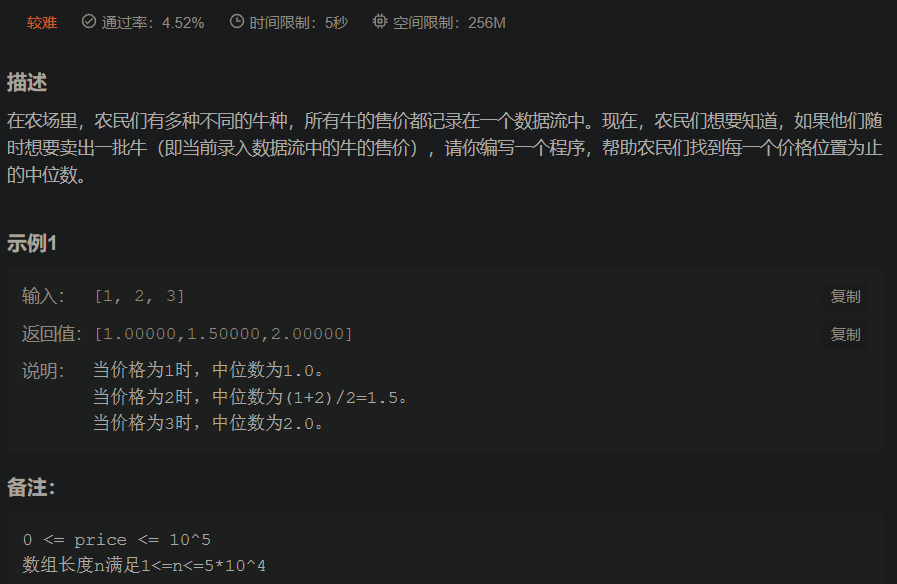 较难 通过率：4.52% 时间限制：5秒 空间限制：256M
描述
在农场里，农民们有多种不同的牛种，所有牛的售价都记录在一个数据流中。现在，农民们想要知道，如果他们随
时想要卖出一批牛（即当前录入数据流中的牛的售价），请你编写一个程序，帮助农民们找到每一个价格位置为止
的中位数。
示例1
输入： [1, 2, 3] 复制
返回值：[1.00000,1.50000,2.00000] 复制
说明： 当价格为1时，中位数为1.0。
当价格为2时，中位数为(1+2)/2=1.5。
当价格为3时，中位数为2.0。
备注：
0 <= price <= 10^5
数组长度n满足1<=n<=5*10^4